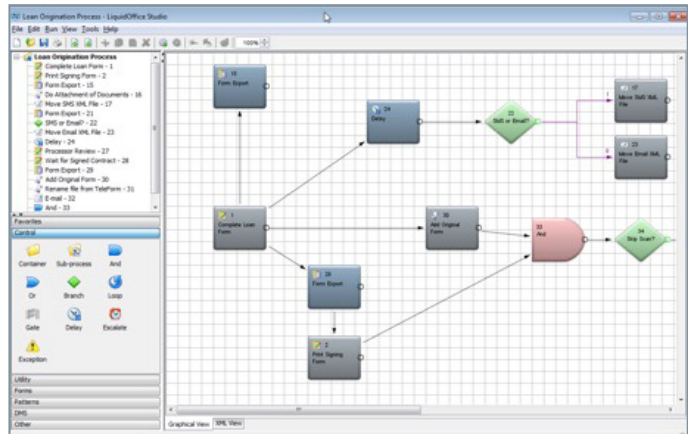 Loan Origination Process - LiquidOffice Studio
File Edit Run View Tools Help
100%
Loan Origination Process
Complete Loan Form - 1
Print Signing Form - 2
Form Export - 15
Do Attachment of Documents - 16
Move SMS XML File - 17
Form Export - 21
SMS or Email? - 22
Move Email XML File - 23
Delay - 24
Processor Review - 27
Wait for Signed Contract - 28
Form Export - 29
Add Original Form - 30
Rename file from TeleForm - 31
E-mail - 32
And - 33
Favorites
Control
Container Sub-process And
Or Branch Loop
Gate Delay Escalate
Exception
Utility
Forms
Patterns
DMS
Other
15
Form Export
24
Delay
22
SMS or Email?
17
Move SMS XML
File
23
Move Email XML
File
1
Complete Loan
Form
30
Add Original
Form
33
And
34
Skip Scan?
Form Export
2
Print Signing
Form
Graphical View XML View